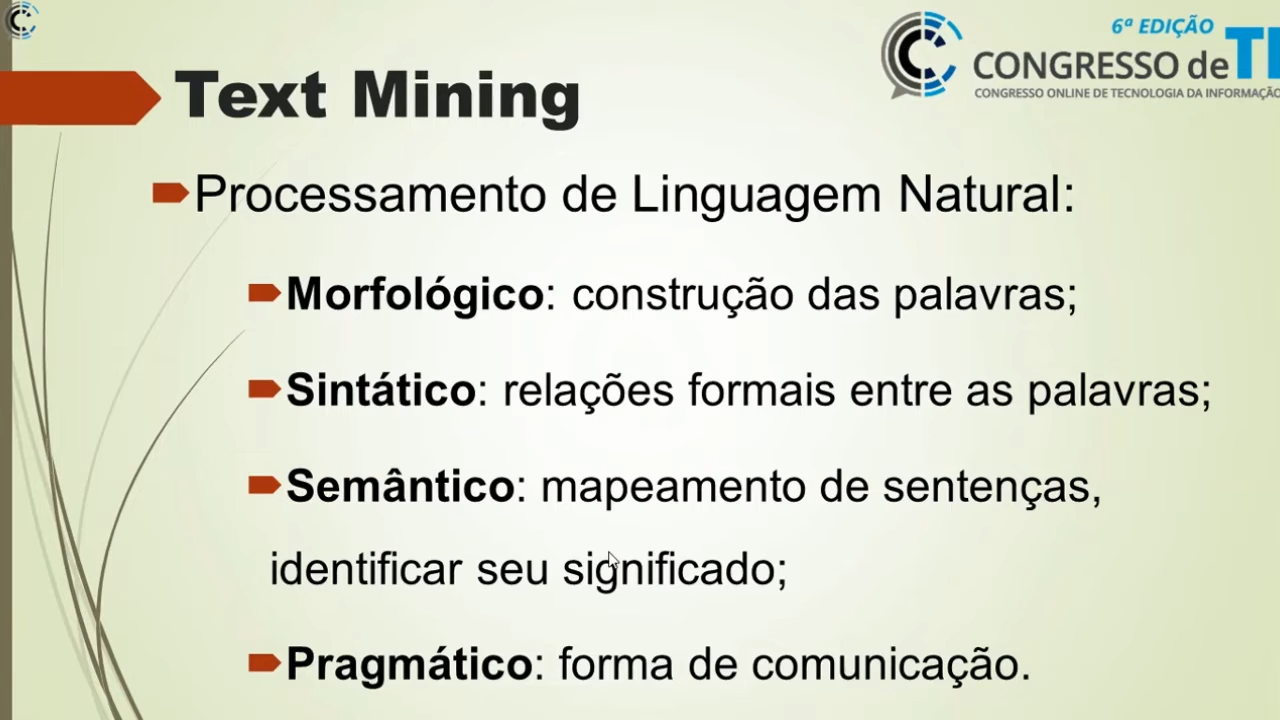 6ª EDIÇÃO
CONGRESSO de TI
CONGRESSO ONLINE DE TECNOLOGIA DA INFORMAÇÃO
Text Mining
Processamento de Linguagem Natural:
Morfológico: construção das palavras;
Sintático: relações formais entre as palavras;
Semântico: mapeamento de sentenças,
identificar seu significado;
Pragmático: forma de comunicação.